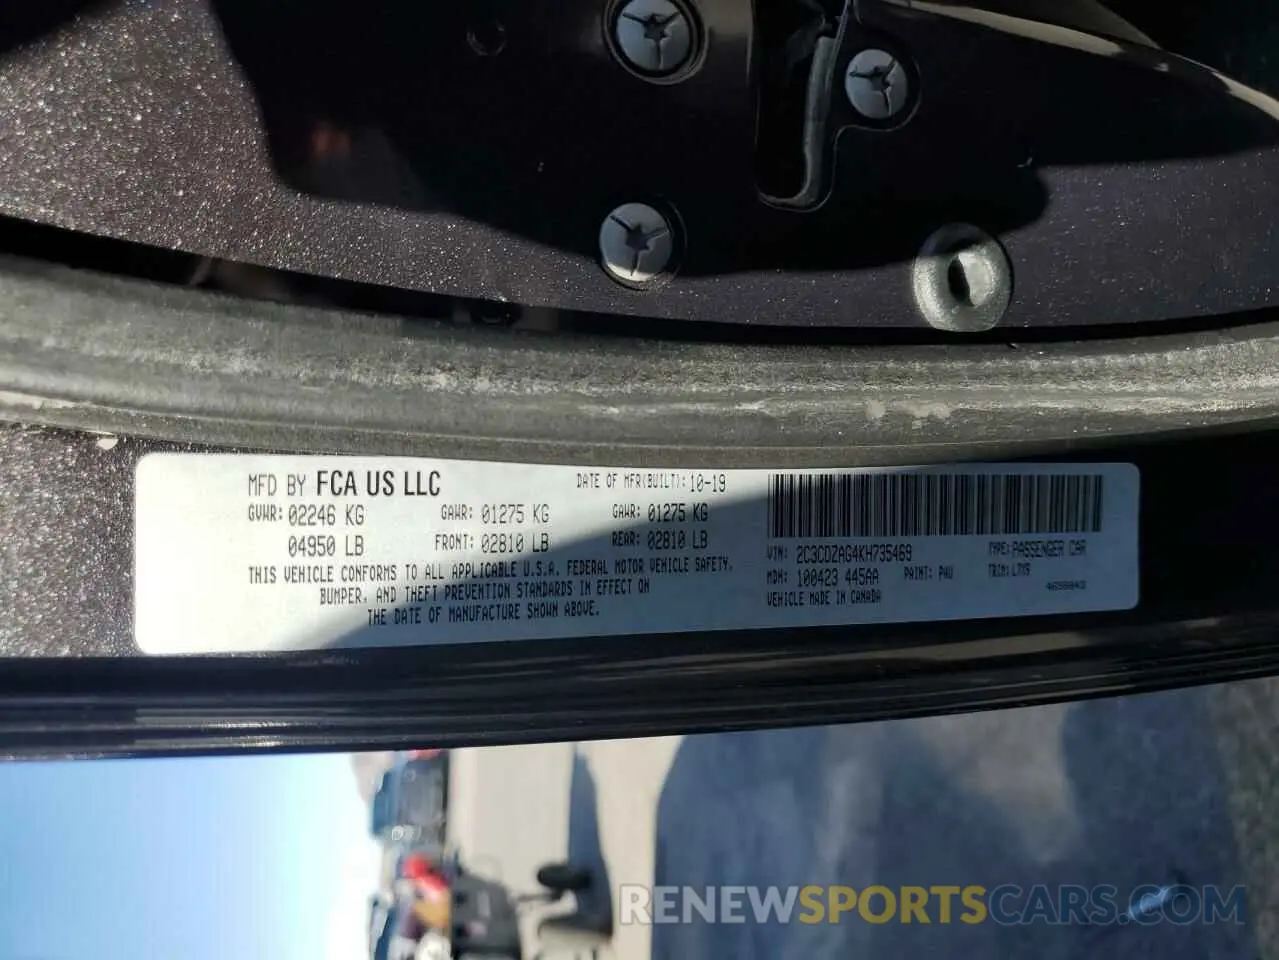 MFD BY FCA US LLC DATE OF MFR(BUILT): 10-19
GVWR: 02246 KG GAWR: 01275 KG GAWR: 01275 KG
04950 LB FRONT: 02810 LB REAR: 02810 LB
THIS VEHICLE CONFORMS TO ALL APPLICABLE U.S.A. FEDERAL MOTOR VEHICLE SAFETY,
BUMPER, AND THEFT PREVENTION STANDARDS IN EFFECT ON
THE DATE OF MANUFACTURE SHOWN ABOVE.
VIN: 2C3CDZAG4KH735469 TYPE: PASSENGER CAR
MDH: 100423 445AA PAINT: PAU TRIM: L7M9
VEHICLE MADE IN CANADA
RENEWSPORTSCARS.COM